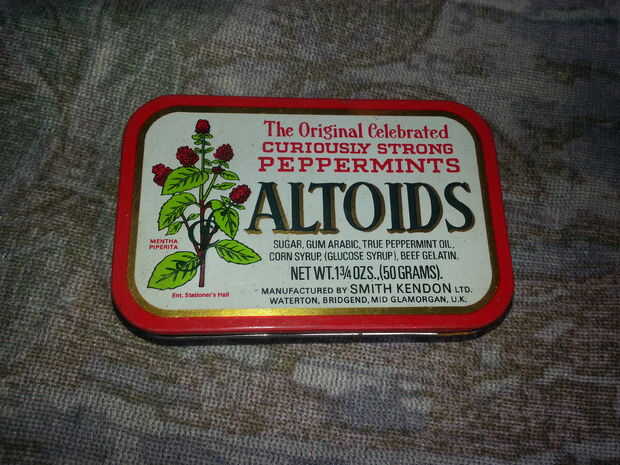 The Original Celebrated
CURIOUSLY STRONG
PEPPERMINTS
ALTOIDS
SUGAR, GUM ARABIC, TRUE PEPPERMINT OIL,
CORN SYRUP, (GLUCOSE SYRUP), BEEF GELATIN.
NET WT. 1¾ OZS., (50 GRAMS).
MANUFACTURED BY SMITH KENDON LTD.
WATERTON, BRIDGEND, MID GLAMORGAN, U.K.
MENTHA
PIPERITA
Ent. Stationer's Hall